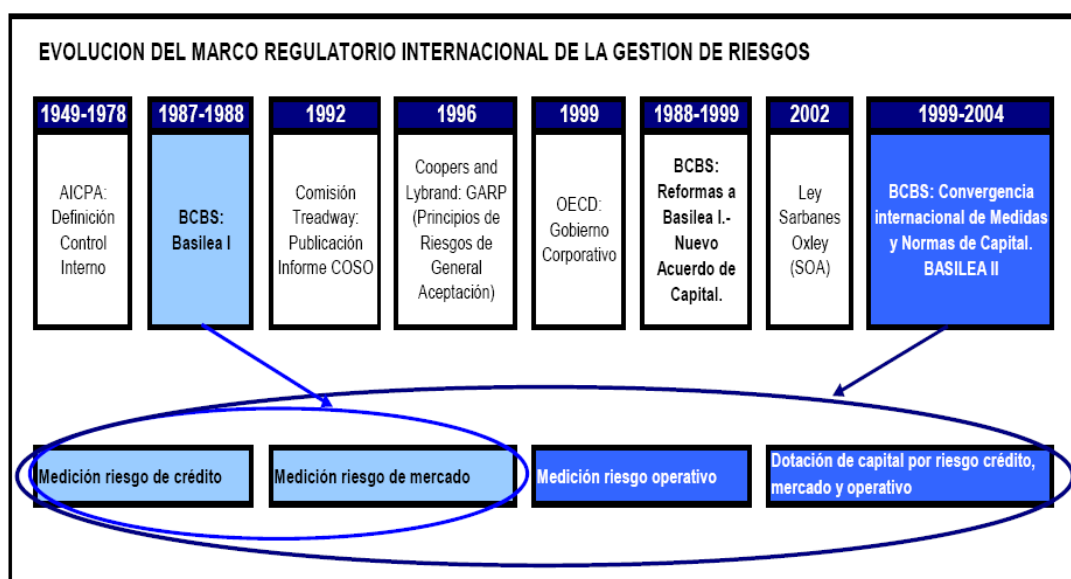 EVOLUCION DEL MARCO REGULATORIO INTERNACIONAL DE LA GESTION DE RIESGOS
1949-1978
AICPA:
Definición
Control
Interno
1987-1988
BCBS:
Basilea I
1992
Comisión
Treadway:
Publicación
Informe COSO
1996
Coopers and
Lybrand: GARP
(Principios de
Riesgos de
General
Aceptación)
1999
OECD:
Gobierno
Corporativo
1988-1999
BCBS:
Reformas a
Basilea I.-
Nuevo
Acuerdo de
Capital.
2002
Ley
Sarbanes
Oxley
(SOA)
1999-2004
BCBS: Convergencia
internacional de Medidas
y Normas de Capital.
BASILEA II
Medición riesgo de crédito
Medición riesgo de mercado
Medición riesgo operativo
Dotación de capital por riesgo crédito,
mercado y operativo